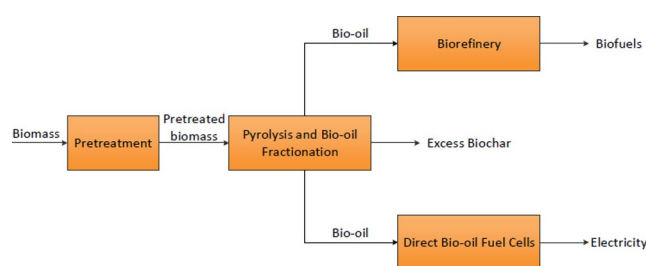 Bio-oil
Biorefinery
Biofuels
Biomass
Pretreatment
Pretreated
biomass
Pyrolysis and Bio-oil
Fractionation
Excess Biochar
Bio-oil
Direct Bio-oil Fuel Cells
Electricity